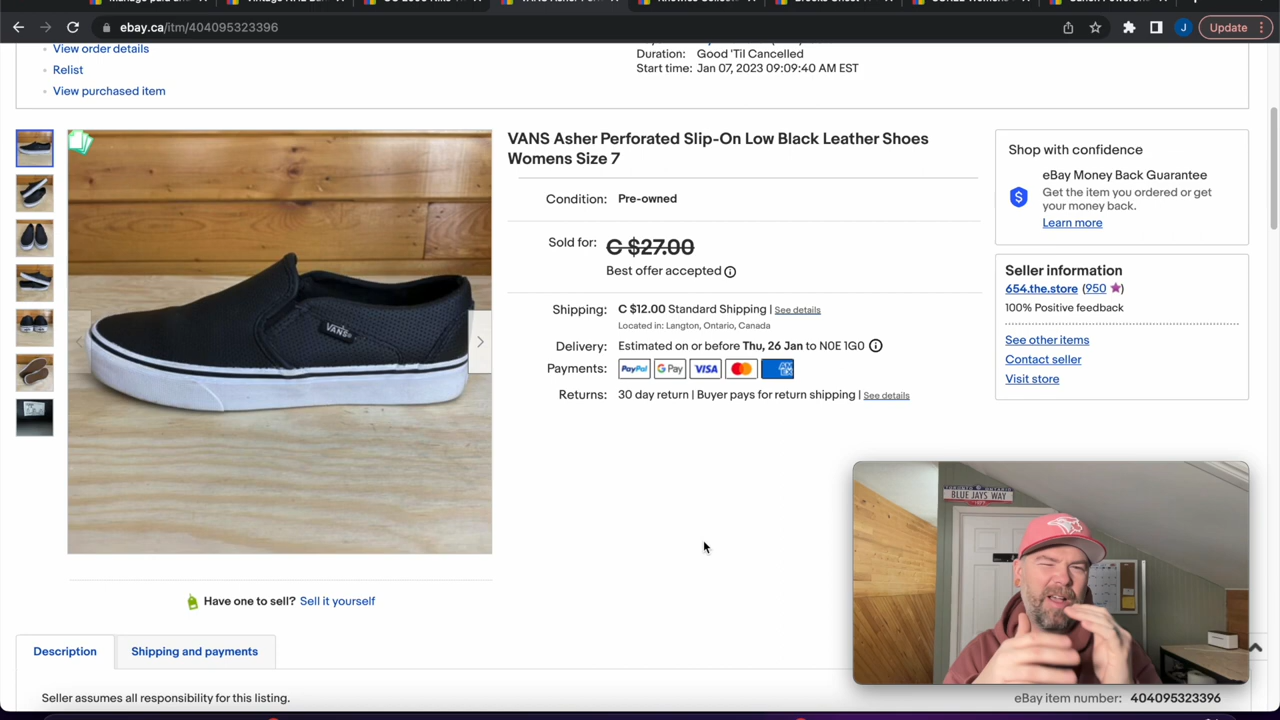 ebay.ca/itm/404095323396
J
Update
View order details
Relist
View purchased item
Duration: Good 'Til Cancelled
Start time: Jan 07, 2023 09:09:40 AM EST
VANS Asher Perforated Slip-On Low Black Leather Shoes
Womens Size 7
Condition: Pre-owned
Sold for: C $27.00
Best offer accepted
Shipping: C $12.00 Standard Shipping | See details
Located in: Langton, Ontario, Canada
Delivery: Estimated on or before Thu, 26 Jan to N0E 1G0
Payments: PayPal G Pay VISA AM EX
Returns: 30 day return | Buyer pays for return shipping | See details
Shop with confidence
eBay Money Back Guarantee
Get the item you ordered or get
your money back.
Learn more
Seller information
654.the.store (950)
100% Positive feedback
See other items
Contact seller
Visit store
VANS
BLUE JAYS WAY
Have one to sell? Sell it yourself
Description
Shipping and payments
Seller assumes all responsibility for this listing.
eBay item number: 404095323396